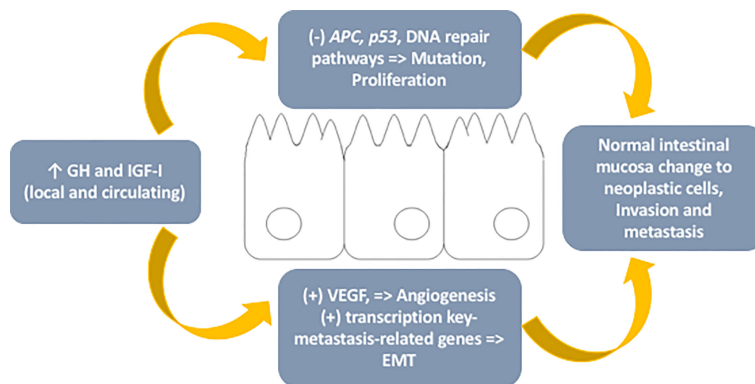 (-) APC, p53, DNA repair
pathways => Mutation,
Proliferation
↑ GH and IGF-I
(local and circulating)
Normal intestinal
mucosa change to
neoplastic cells,
Invasion and
metastasis
(+) VEGF, => Angiogenesis
(+) transcription key-
metastasis-related genes =>
EMT